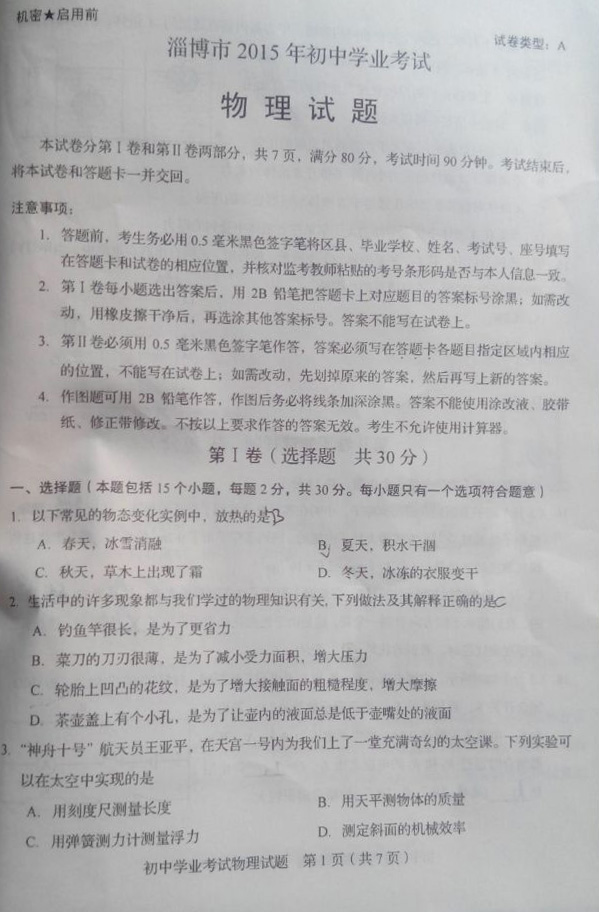 机密★启用前
试卷类型：A
淄博市 2015 年初中学业考试
物 理 试 题
本试卷分第Ⅰ卷和第Ⅱ卷两部分，共 7 页，满分 80 分，考试时间 90 分钟。考试结束后，
将本试卷和答题卡一并交回。
注意事项：
1. 答题前，考生务必用 0.5 毫米黑色签字笔将区县、毕业学校、姓名、考试号、座号填写
在答题卡和试卷的相应位置，并核对监考教师粘贴的考号条形码是否与本人信息一致。
2. 第Ⅰ卷每小题选出答案后，用 2B 铅笔把答题卡上对应题目的答案标号涂黑；如需改
动，用橡皮擦干净后，再选涂其他答案标号。答案不能写在试卷上。
3. 第Ⅱ卷必须用 0.5 毫米黑色签字笔作答，答案必须写在答题卡各题目指定区域内相应
的位置，不能写在试卷上；如需改动，先划掉原来的答案，然后再写上新的答案。
4. 作图题可用 2B 铅笔作答，作图后务必将线条加深涂黑。答案不能使用涂改液、胶带
纸、修正带修改。不按以上要求作答的答案无效。考生不允许使用计算器。
第Ⅰ卷（选择题 共 30 分）
一、选择题（本题包括 15 个小题，每题 2 分，共 30 分。每小题只有一个选项符合题意）
1. 以下常见的物态变化实例中，放热的是B
A. 春天，冰雪消融 B. 夏天，积水干涸
C. 秋天，草木上出现了霜 D. 冬天，冰冻的衣服变干
2. 生活中的许多现象都与我们学过的物理知识有关，下列做法及其解释正确的是C
A. 钓鱼竿很长，是为了更省力
B. 菜刀的刀刃很薄，是为了减小受力面积，增大压力
C. 轮胎上凹凸的花纹，是为了增大接触面的粗糙程度，增大摩擦
D. 茶壶盖上有个小孔，是为了让壶内的液面总是低于壶嘴处的液面
3. “神舟十号”航天员王亚平，在天宫一号内为我们上了一堂充满奇幻的太空课。下列实验可
以在太空中实现的是
A. 用刻度尺测量长度 B. 用天平测物体的质量
C. 用弹簧测力计测量浮力 D. 测定斜面的机械效率
初中学业考试物理试题 第 1 页（共 7 页）